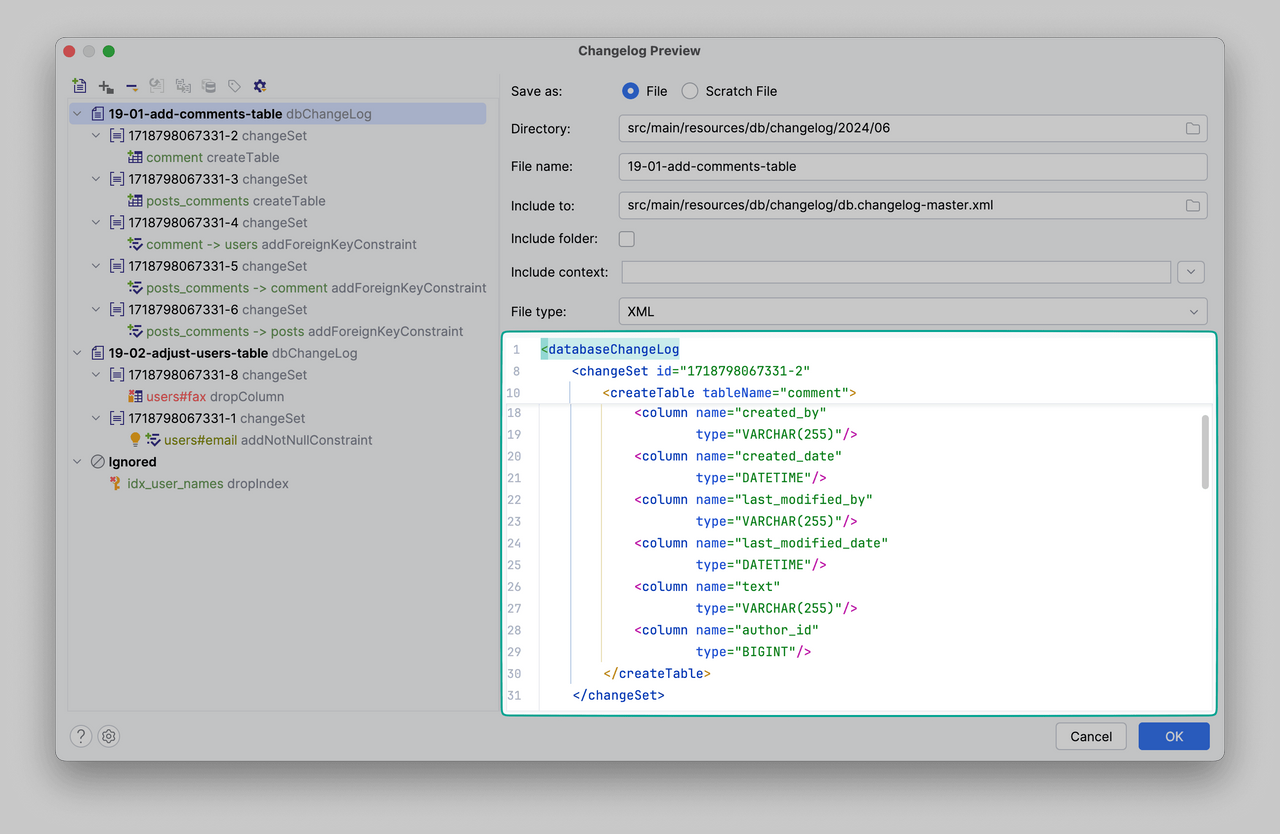 Changelog Preview
19-01-add-comments-table dbChangeLog
1718798067331-2 changeSet
comment createTable
1718798067331-3 changeSet
posts_comments createTable
1718798067331-4 changeSet
comment -> users addForeignKeyConstraint
1718798067331-5 changeSet
posts_comments -> comment addForeignKeyConstraint
1718798067331-6 changeSet
posts_comments -> posts addForeignKeyConstraint
19-02-adjust-users-table dbChangeLog
1718798067331-8 changeSet
users#fax dropColumn
1718798067331-1 changeSet
users#email addNotNullConstraint
Ignored
idx_user_names dropIndex
Save as: File Scratch File
Directory: src/main/resources/db/changelog/2024/06
File name: 19-01-add-comments-table
Include to: src/main/resources/db/changelog/db.changelog-master.xml
Include folder:
Include context:
File type: XML
1 <databaseChangeLog
8 <changeSet id="1718798067331-2"
10 <createTable tableName="comment">
18 <column name="created_by"
19 type="VARCHAR(255)"/>
20 <column name="created_date"
21 type="DATETIME"/>
22 <column name="last_modified_by"
23 type="VARCHAR(255)"/>
24 <column name="last_modified_date"
25 type="DATETIME"/>
26 <column name="text"
27 type="VARCHAR(255)"/>
28 <column name="author_id"
29 type="BIGINT"/>
30 </createTable>
31 </changeSet>
?
Cancel OK